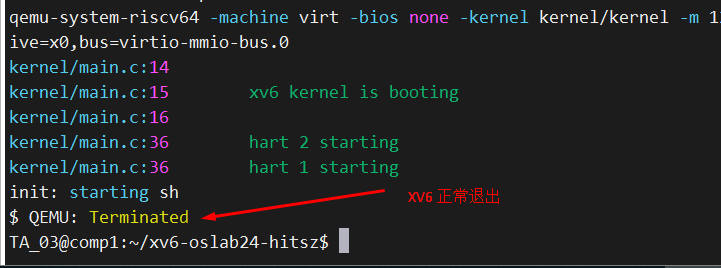 qemu-system-riscv64 -machine virt -bios none -kernel kernel/kernel -m 1
ive=x0,bus=virtio-mmio-bus.0
kernel/main.c:14
kernel/main.c:15 xv6 kernel is booting
kernel/main.c:16
kernel/main.c:36 hart 2 starting
kernel/main.c:36 hart 1 starting
init: starting sh
XV6 正常退出
$ QEMU: Terminated
TA_03@comp1:~/xv6-oslab24-hitsz$